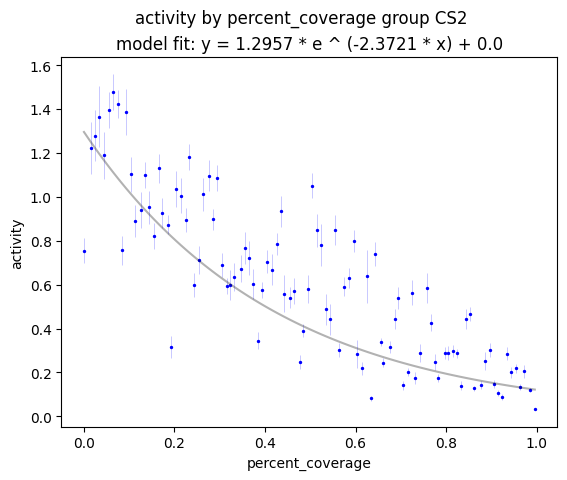 activity by percent_coverage group CS2
model fit: y = 1.2957 * e ^ (-2.3721 * x) + 0.0
1.6
1.4
1.2
1.0
0.8
0.6
0.4
0.2
0.0
activity
0.0 0.2 0.4 0.6 0.8 1.0
percent_coverage